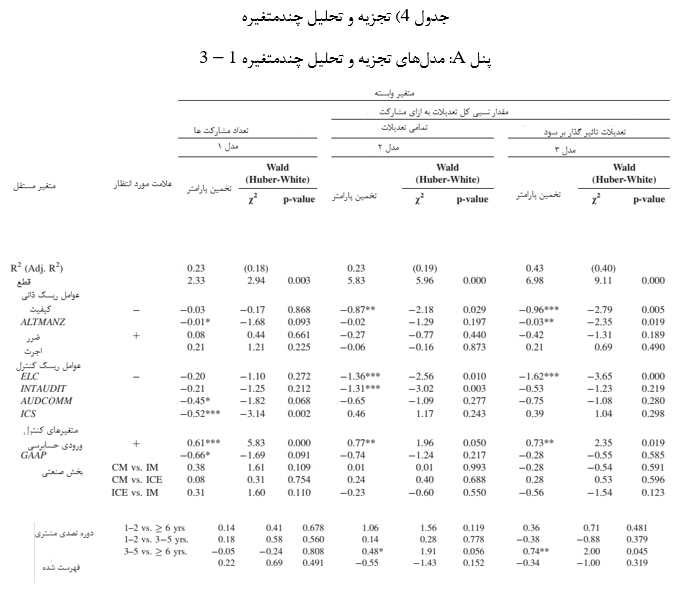 جدول 4) تجزیه و تحلیل چندمتغیره
پنل A: مدل‌های تجزیه و تحلیل چندمتغیره 1 – 3
متغیر وابسته
مقدار نسبی کل تعدیلات به ازای مشارکت
تعداد مشارکت ها تمامی تعدیلات تعدیلات تاثیر گذار بر سود
مدل ۱ مدل ۲ مدل ۳
Wald (Huber-White) Wald (Huber-White) Wald (Huber-White)
متغیر مستقل علامت مورد انتظار تخمین پارامتر χ² p-value تخمین پارامتر χ² p-value تخمین پارامتر χ² p-value
R² (Adj. R²) 0.23 (0.18) 0.23 (0.19) 0.43 (0.40)
قطع 2.33 2.94 0.003 5.83 5.96 0.000 6.98 9.11 0.000
عوامل ریسک ذاتی
کیفیت – −0.03 −0.17 0.868 −0.87** −2.18 0.029 −0.96*** −2.79 0.005
ALTMANZ −0.01* −1.68 0.093 −0.02 −1.29 0.197 −0.03** −2.35 0.019
ضرر + 0.08 0.44 0.661 −0.27 −0.77 0.440 −0.42 −1.31 0.189
اجرت 0.21 1.21 0.225 −0.06 −0.16 0.873 0.21 0.69 0.490
عوامل ریسک کنترل
ELC – −0.20 −1.10 0.272 −1.36*** −2.56 0.010 −1.62*** −3.65 0.000
INTAUDIT −0.21 −1.25 0.212 −1.31*** −3.02 0.003 −0.53 −1.23 0.219
AUDCOMM −0.45* −1.82 0.068 −0.65 −1.09 0.277 −0.75 −1.08 0.280
ICS −0.52*** −3.14 0.002 0.46 1.17 0.243 0.39 1.04 0.298
متغیرهای کنترل
ورودی حسابرسی + 0.61*** 5.83 0.000 0.77** 1.96 0.050 0.73** 2.35 0.019
GAAP −0.66* −1.69 0.091 −0.74 −1.24 0.217 −0.28 −0.55 0.585
بخش صنعتی CM vs. IM 0.38 1.61 0.109 0.01 0.01 0.993 −0.28 −0.54 0.591
CM vs. ICE 0.08 0.31 0.754 0.24 0.40 0.688 0.28 0.53 0.596
ICE vs. IM 0.31 1.60 0.110 −0.23 −0.60 0.550 −0.56 −1.54 0.123
دوره تصدی مشتری 1–2 vs. ≥ 6 yrs 0.14 0.41 0.678 1.06 1.56 0.119 0.36 0.71 0.481
1–2 vs. 3–5 yrs. 0.18 0.58 0.560 0.14 0.28 0.778 −0.38 −0.88 0.379
3–5 vs. ≥ 6 yrs. −0.05 −0.24 0.808 0.48* 1.91 0.056 0.74** 2.00 0.045
فهرست شده 0.22 0.69 0.491 −0.55 −1.43 0.152 −0.34 −1.00 0.319